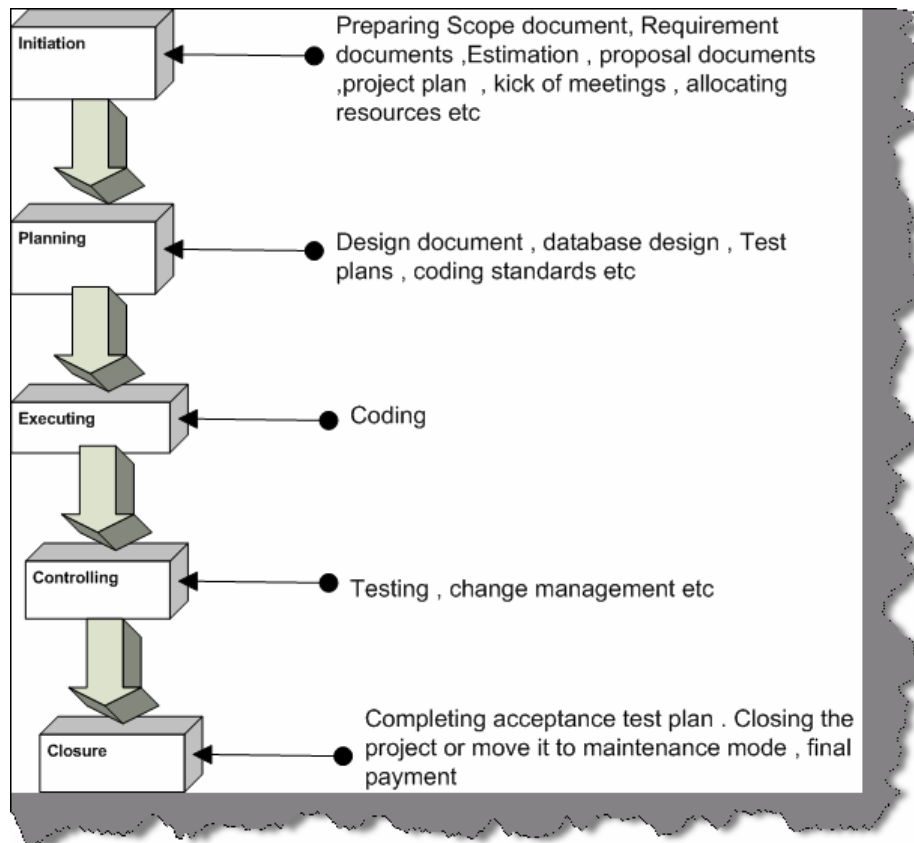 Initiation
Preparing Scope document, Requirement
documents ,Estimation , proposal documents
,project plan , kick of meetings , allocating
resources etc
Planning
Design document , database design , Test
plans , coding standards etc
Executing
Coding
Controlling
Testing , change management etc
Closure
Completing acceptance test plan . Closing the
project or move it to maintenance mode , final
payment